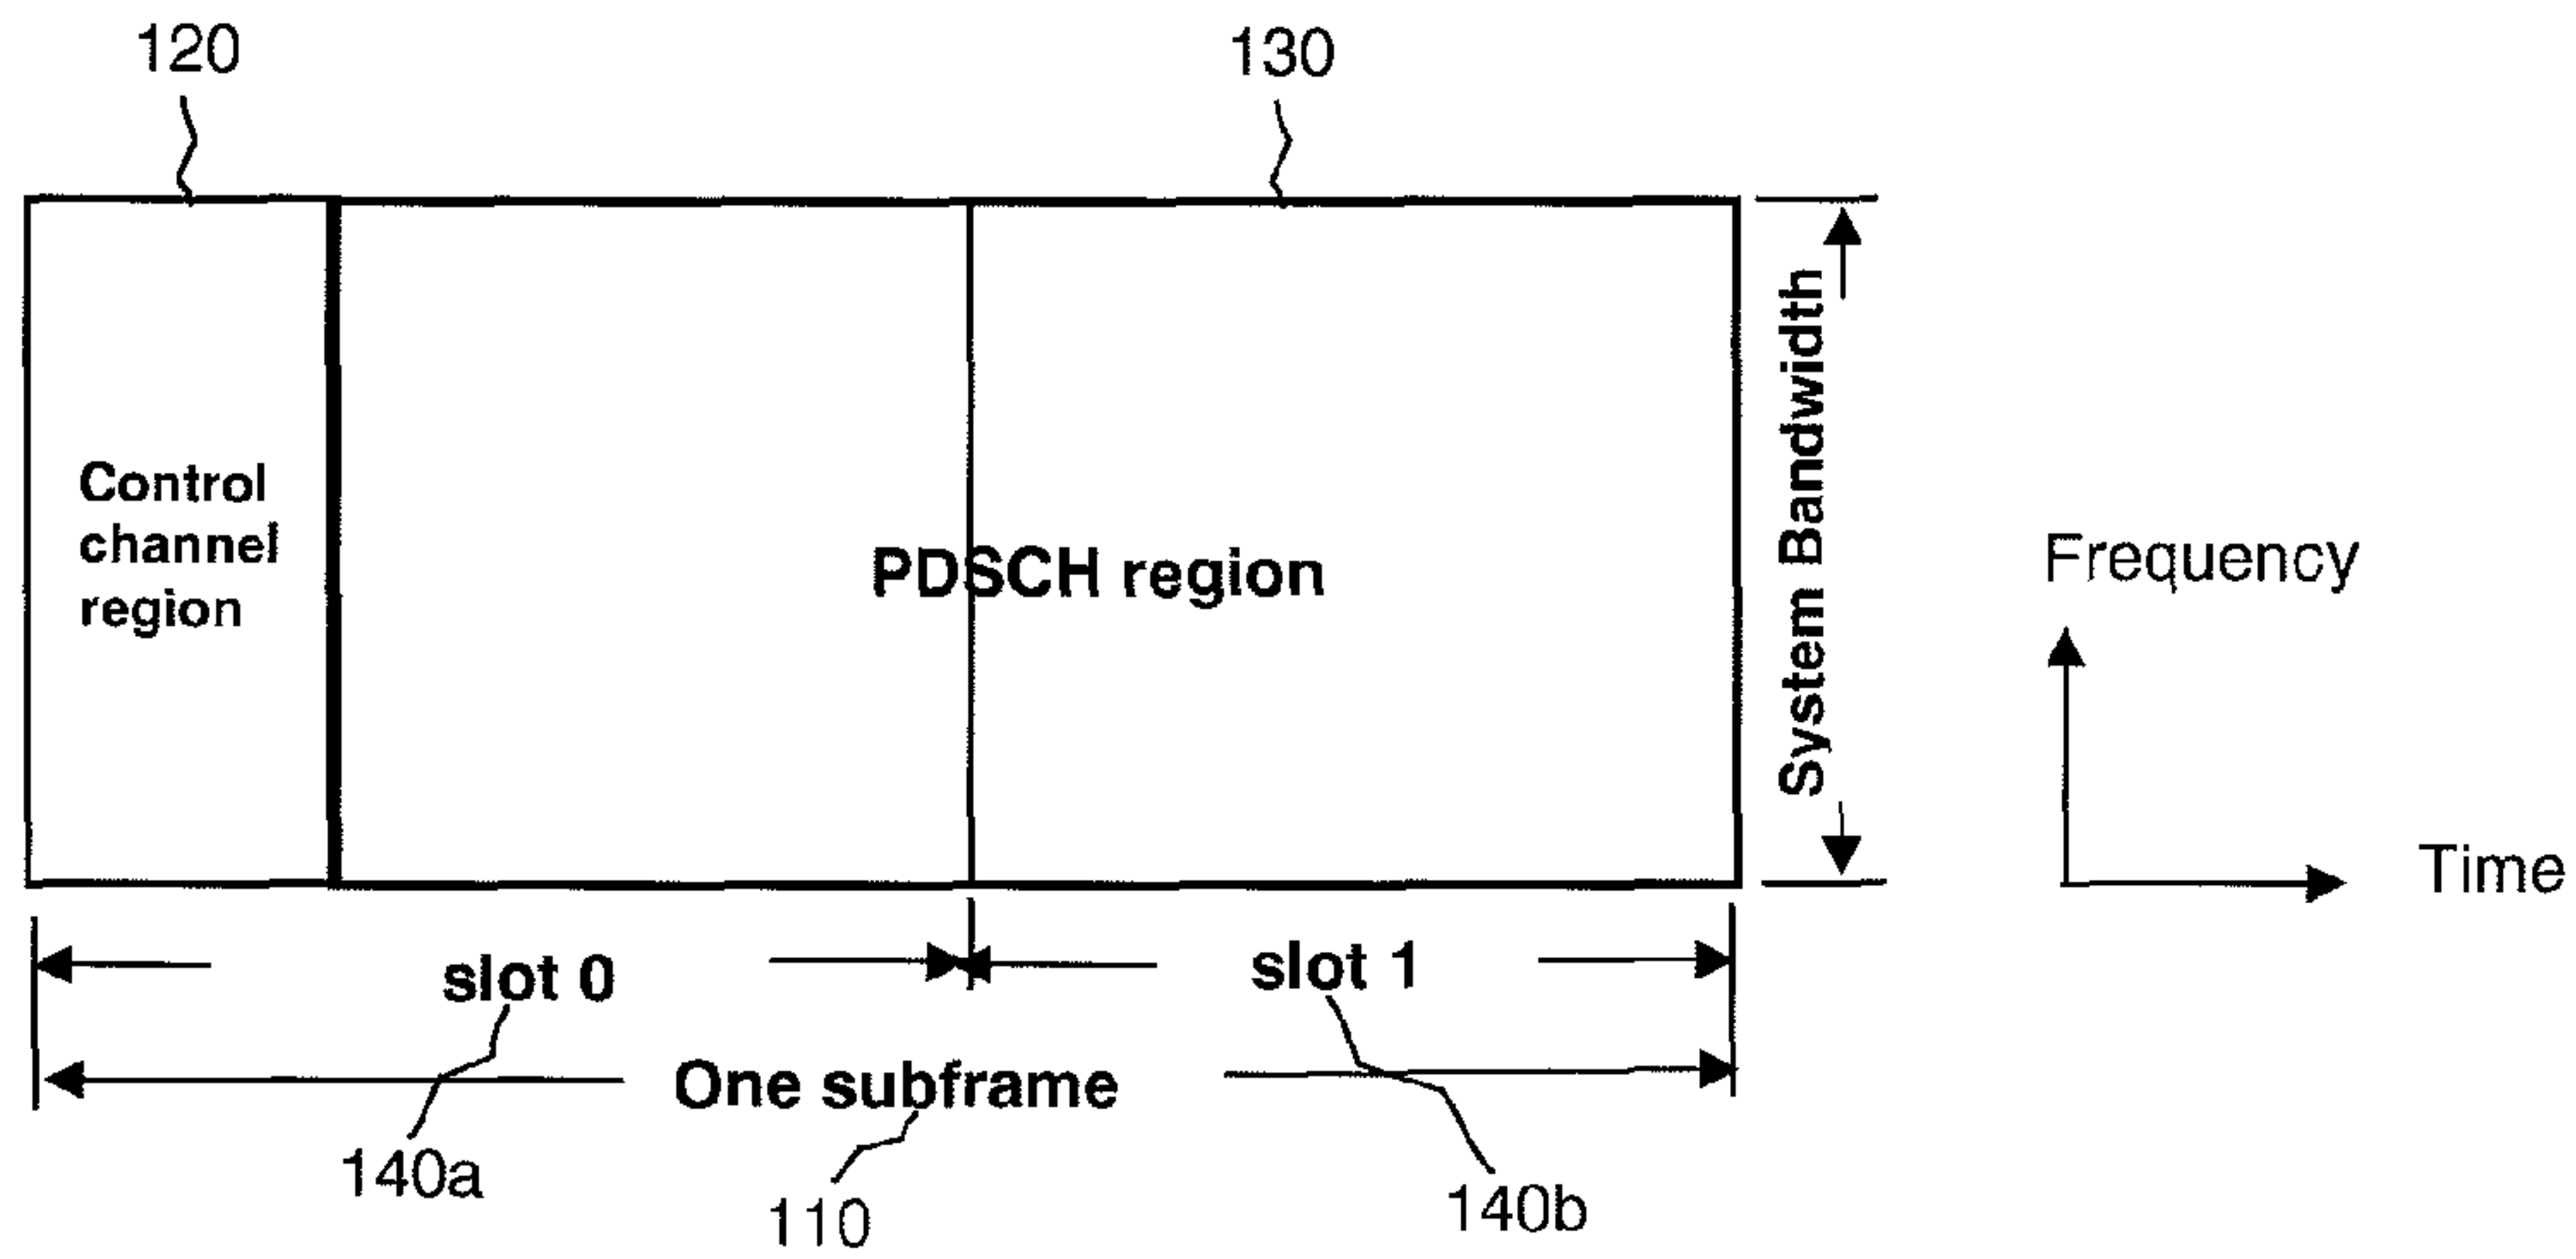 120
130
Control
channel
region
PDSCH region
System Bandwidth
Frequency
Time
slot 0
slot 1
One subframe
140a
110
140b